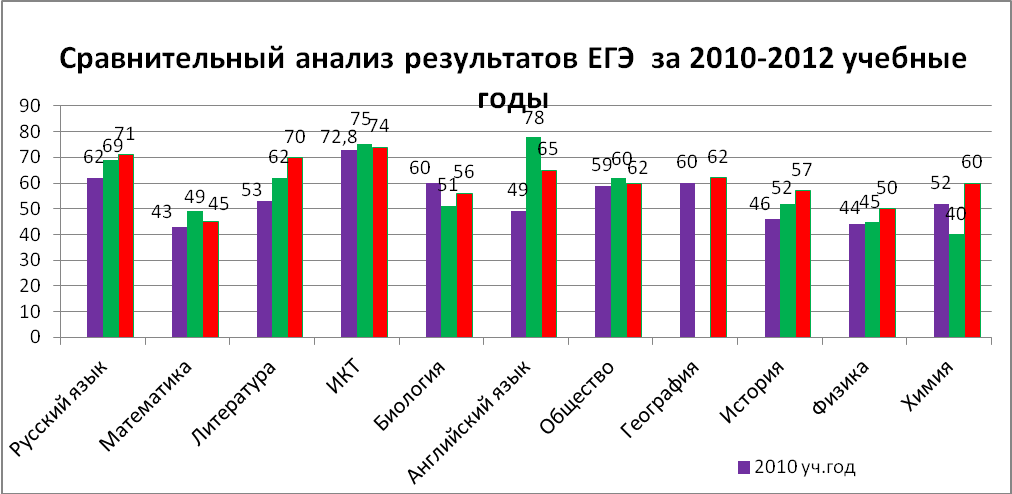 Сравнительный анализ результатов ЕГЭ за 2010-2012 учебные
годы
90
80
70
60
50
40
30
20
10
0
62 69 71
43 49 45
53 62 70
72,8 75 74
60 51 56
49 78 65
59 60 62
60 62
46 52 57
44 45 50
52 40 60
Русский язык
Математика
Литература
ИКТ
Биология
Английский язык
Общество
География
История
Физика
Химия
2010 уч.год